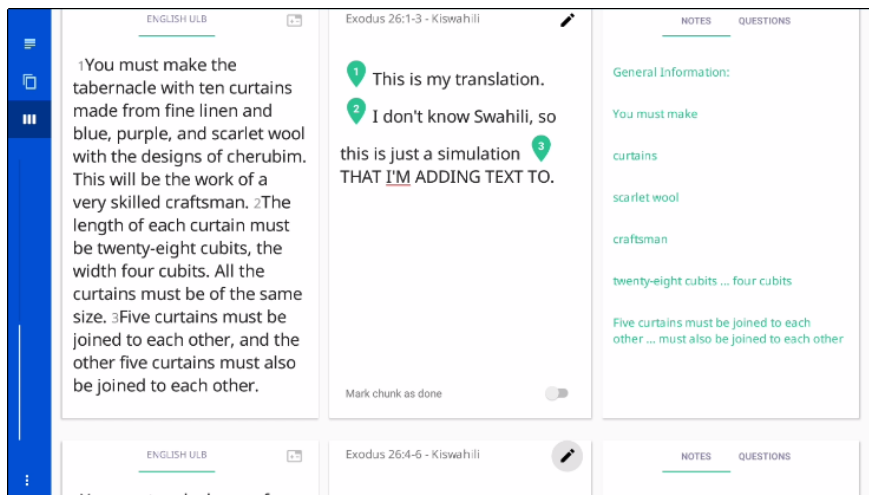 ENGLISH ULB
1You must make the
tabernacle with ten curtains
made from fine linen and
blue, purple, and scarlet wool
with the designs of cherubim.
This will be the work of a
very skilled craftsman. 2The
length of each curtain must
be twenty-eight cubits, the
width four cubits. All the
curtains must be of the same
size. 3Five curtains must be
joined to each other, and the
other five curtains must also
be joined to each other.
Exodus 26:1-3 - Kiswahili
1 This is my translation.
2 I don't know Swahili, so
this is just a simulation 3
THAT I'M ADDING TEXT TO.
Mark chunk as done
NOTES QUESTIONS
General Information:
You must make
curtains
scarlet wool
craftsman
twenty-eight cubits ... four cubits
Five curtains must be joined to each
other ... must also be joined to each other
ENGLISH ULB
Exodus 26:4-6 - Kiswahili
NOTES QUESTIONS